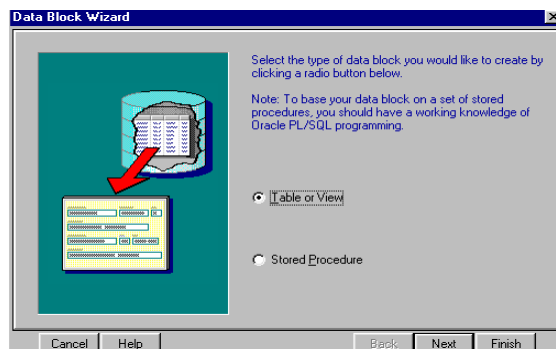 Data Block Wizard
Select the type of data block you would like to create by
clicking a radio button below.
Note: To base your data block on a set of stored
procedures, you should have a working knowledge of
Oracle PL/SQL programming.
Table or View
Stored Procedure
Cancel
Help
Back
Next
Finish